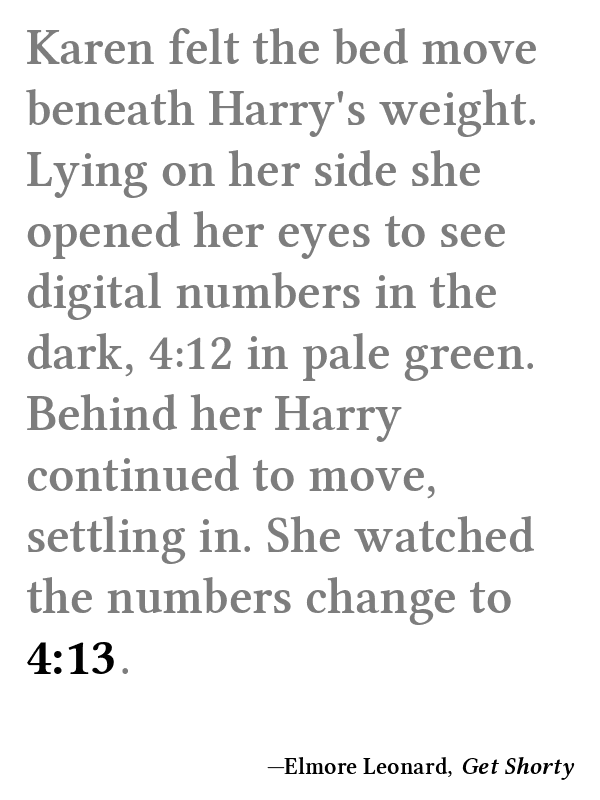 Karen felt the bed move
beneath Harry's weight.
Lying on her side she
opened her eyes to see
digital numbers in the
dark, 4:12 in pale green.
Behind her Harry
continued to move,
settling in. She watched
the numbers change to
4:13.
—Elmore Leonard, Get Shorty